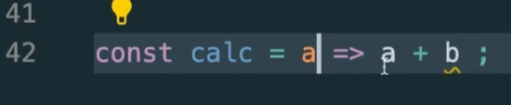 41
42 const calc = a => a + b ;